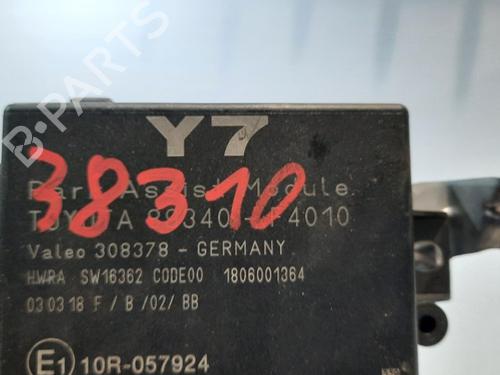 Y7
38310
Park Assist Module
TOYOTA
Valeo 308378 - GERMANY
HWRA SW16362 CODE00 1806001364
030318 F / B /02/ BB
E1 10R-057924
B-PARTS